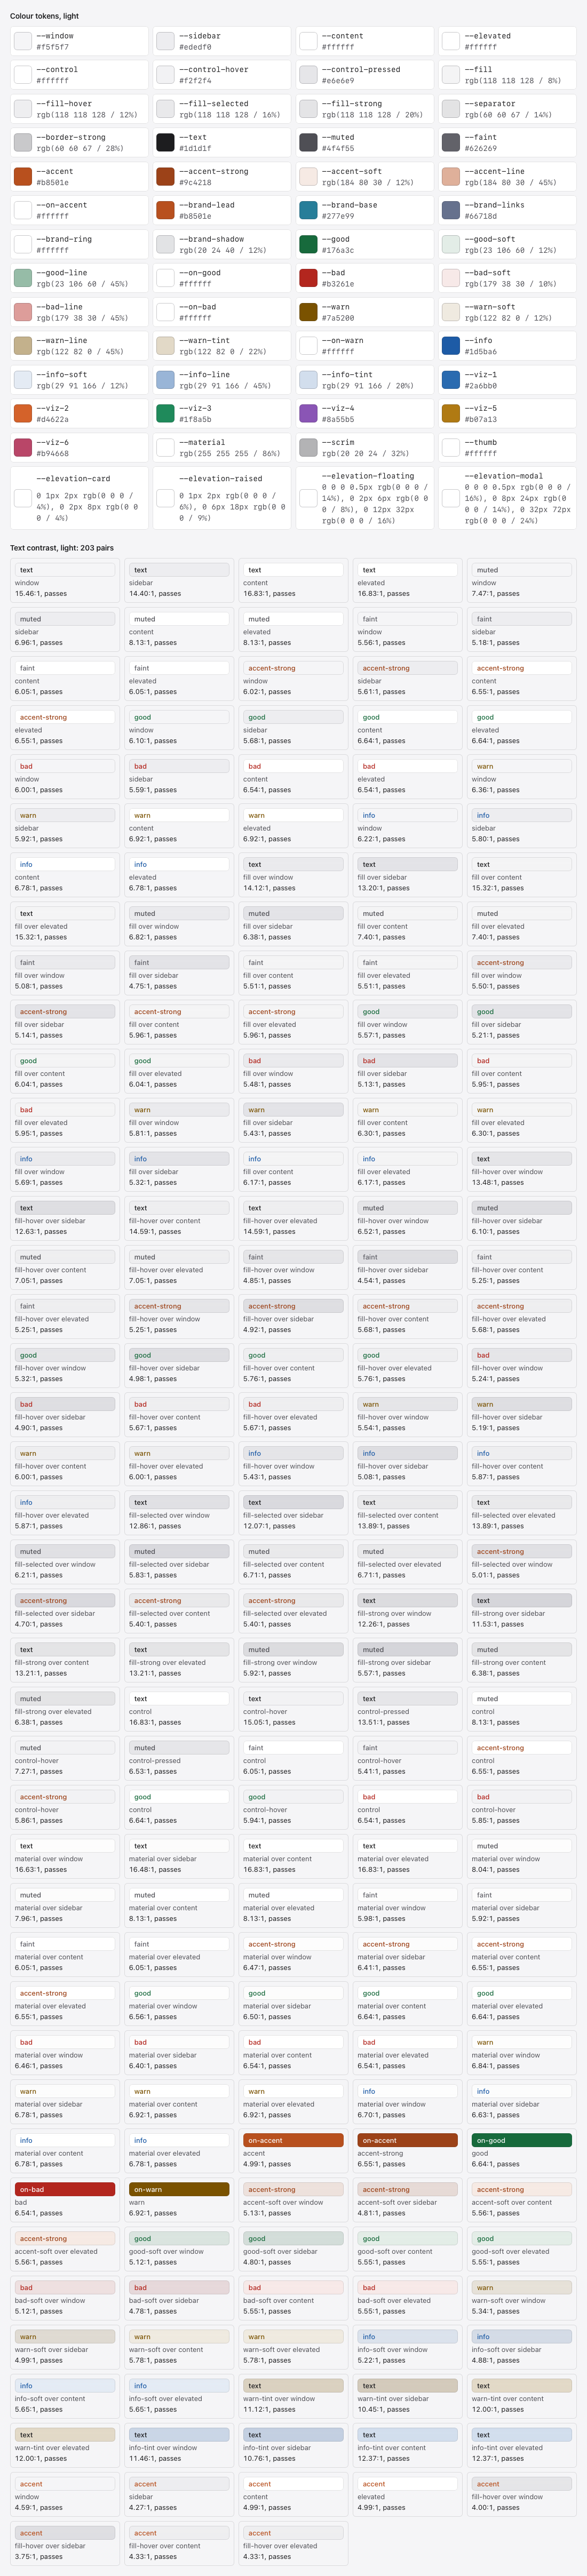 Colour tokens, light
--window
#f5f5f7
--sidebar
#ededf0
--content
#ffffff
--elevated
#ffffff
--control
#ffffff
--control-hover
#f2f2f4
--control-pressed
#e6e6e9
--fill
rgb(118 118 128 / 8%)
--fill-hover
rgb(118 118 128 / 12%)
--fill-selected
rgb(118 118 128 / 16%)
--fill-strong
rgb(118 118 128 / 20%)
--separator
rgb(60 60 67 / 14%)
--border-strong
rgb(60 60 67 / 28%)
--text
#1d1d1f
--muted
#4f4f55
--faint
#626269
--accent
#b8501e
--accent-strong
#9c4218
--accent-soft
rgb(184 80 30 / 12%)
--accent-line
rgb(184 80 30 / 45%)
--on-accent
#ffffff
--brand-lead
#b8501e
--brand-base
#277e99
--brand-links
#66718d
--brand-ring
#ffffff
--brand-shadow
rgb(20 24 40 / 12%)
--good
#176a3c
--good-soft
rgb(23 106 60 / 12%)
--good-line
rgb(23 106 60 / 45%)
--on-good
#ffffff
--bad
#b3261e
--bad-soft
rgb(179 38 30 / 10%)
--bad-line
rgb(179 38 30 / 45%)
--on-bad
#ffffff
--warn
#7a5200
--warn-soft
rgb(122 82 0 / 12%)
--warn-line
rgb(122 82 0 / 45%)
--warn-tint
rgb(122 82 0 / 22%)
--on-warn
#ffffff
--info
#1d5ba6
--info-soft
rgb(29 91 166 / 12%)
--info-line
rgb(29 91 166 / 45%)
--info-tint
rgb(29 91 166 / 20%)
--viz-1
#2a6bb0
--viz-2
#d4622a
--viz-3
#1f8a5b
--viz-4
#8a55b5
--viz-5
#b07a13
--viz-6
#b94668
--material
rgb(255 255 255 / 86%)
--scrim
rgb(20 20 24 / 32%)
--thumb
#ffffff
--elevation-card
0 1px 2px rgb(0 0 0 /
4%), 0 2px 8px rgb(0 0
0 / 4%)
--elevation-raised
0 1px 2px rgb(0 0 0 /
6%), 0 6px 18px rgb(0 0
0 / 9%)
--elevation-floating
0 0 0 0.5px rgb(0 0 0 /
14%), 0 2px 6px rgb(0 0
0 / 8%), 0 12px 32px
rgb(0 0 0 / 16%)
--elevation-modal
0 0 0 0.5px rgb(0 0 0 /
16%), 0 8px 24px rgb(0
0 0 / 14%), 0 32px 72px
rgb(0 0 0 / 24%)
Text contrast, light: 203 pairs
text
window
15.46:1, passes
text
sidebar
14.40:1, passes
text
content
16.83:1, passes
text
elevated
16.83:1, passes
muted
window
7.47:1, passes
muted
sidebar
6.96:1, passes
muted
content
8.13:1, passes
muted
elevated
8.13:1, passes
faint
window
5.56:1, passes
faint
sidebar
5.18:1, passes
faint
content
6.05:1, passes
faint
elevated
6.05:1, passes
accent-strong
window
6.02:1, passes
accent-strong
sidebar
5.61:1, passes
accent-strong
content
6.55:1, passes
accent-strong
elevated
6.55:1, passes
good
window
6.10:1, passes
good
sidebar
5.68:1, passes
good
content
6.64:1, passes
good
elevated
6.64:1, passes
bad
window
6.00:1, passes
bad
sidebar
5.59:1, passes
bad
content
6.54:1, passes
bad
elevated
6.54:1, passes
warn
window
6.36:1, passes
warn
sidebar
5.92:1, passes
warn
content
6.92:1, passes
warn
elevated
6.92:1, passes
info
window
6.22:1, passes
info
sidebar
5.80:1, passes
info
content
6.78:1, passes
info
elevated
6.78:1, passes
text
fill over window
14.12:1, passes
text
fill over sidebar
13.20:1, passes
text
fill over content
15.32:1, passes
text
fill over elevated
15.32:1, passes
muted
fill over window
6.82:1, passes
muted
fill over sidebar
6.38:1, passes
muted
fill over content
7.40:1, passes
muted
fill over elevated
7.40:1, passes
faint
fill over window
5.08:1, passes
faint
fill over sidebar
4.75:1, passes
faint
fill over content
5.51:1, passes
faint
fill over elevated
5.51:1, passes
accent-strong
fill over window
5.50:1, passes
accent-strong
fill over sidebar
5.14:1, passes
accent-strong
fill over content
5.96:1, passes
accent-strong
fill over elevated
5.96:1, passes
good
fill over window
5.57:1, passes
good
fill over sidebar
5.21:1, passes
good
fill over content
6.04:1, passes
good
fill over elevated
6.04:1, passes
bad
fill over window
5.48:1, passes
bad
fill over sidebar
5.13:1, passes
bad
fill over content
5.95:1, passes
bad
fill over elevated
5.95:1, passes
warn
fill over window
5.81:1, passes
warn
fill over sidebar
5.43:1, passes
warn
fill over content
6.30:1, passes
warn
fill over elevated
6.30:1, passes
info
fill over window
5.69:1, passes
info
fill over sidebar
5.32:1, passes
info
fill over content
6.17:1, passes
info
fill over elevated
6.17:1, passes
text
fill-hover over window
13.48:1, passes
text
fill-hover over sidebar
12.63:1, passes
text
fill-hover over content
14.59:1, passes
text
fill-hover over elevated
14.59:1, passes
muted
fill-hover over window
6.52:1, passes
muted
fill-hover over sidebar
6.10:1, passes
muted
fill-hover over content
7.05:1, passes
muted
fill-hover over elevated
7.05:1, passes
faint
fill-hover over window
4.85:1, passes
faint
fill-hover over sidebar
4.54:1, passes
faint
fill-hover over content
5.25:1, passes
faint
fill-hover over elevated
5.25:1, passes
accent-strong
fill-hover over window
5.25:1, passes
accent-strong
fill-hover over sidebar
4.92:1, passes
accent-strong
fill-hover over content
5.68:1, passes
accent-strong
fill-hover over elevated
5.68:1, passes
good
fill-hover over window
5.32:1, passes
good
fill-hover over sidebar
4.98:1, passes
good
fill-hover over content
5.76:1, passes
good
fill-hover over elevated
5.76:1, passes
bad
fill-hover over window
5.24:1, passes
bad
fill-hover over sidebar
4.90:1, passes
bad
fill-hover over content
5.67:1, passes
bad
fill-hover over elevated
5.67:1, passes
warn
fill-hover over window
5.54:1, passes
warn
fill-hover over sidebar
5.19:1, passes
warn
fill-hover over content
6.00:1, passes
warn
fill-hover over elevated
6.00:1, passes
info
fill-hover over window
5.43:1, passes
info
fill-hover over sidebar
5.08:1, passes
info
fill-hover over content
5.87:1, passes
info
fill-hover over elevated
5.87:1, passes
text
fill-selected over window
12.86:1, passes
text
fill-selected over sidebar
12.07:1, passes
text
fill-selected over content
13.89:1, passes
text
fill-selected over elevated
13.89:1, passes
muted
fill-selected over window
6.21:1, passes
muted
fill-selected over sidebar
5.83:1, passes
muted
fill-selected over content
6.71:1, passes
muted
fill-selected over elevated
6.71:1, passes
accent-strong
fill-selected over window
5.01:1, passes
accent-strong
fill-selected over sidebar
4.70:1, passes
accent-strong
fill-selected over content
5.40:1, passes
accent-strong
fill-selected over elevated
5.40:1, passes
text
fill-strong over window
12.26:1, passes
text
fill-strong over sidebar
11.53:1, passes
text
fill-strong over content
13.21:1, passes
text
fill-strong over elevated
13.21:1, passes
muted
fill-strong over window
5.92:1, passes
muted
fill-strong over sidebar
5.57:1, passes
muted
fill-strong over content
6.38:1, passes
muted
fill-strong over elevated
6.38:1, passes
text
control
16.83:1, passes
text
control-hover
15.05:1, passes
text
control-pressed
13.51:1, passes
muted
control
8.13:1, passes
muted
control-hover
7.27:1, passes
muted
control-pressed
6.53:1, passes
faint
control
6.05:1, passes
faint
control-hover
5.41:1, passes
accent-strong
control
6.55:1, passes
accent-strong
control-hover
5.86:1, passes
good
control
6.64:1, passes
good
control-hover
5.94:1, passes
bad
control
6.54:1, passes
bad
control-hover
5.85:1, passes
text
material over window
16.63:1, passes
text
material over sidebar
16.48:1, passes
text
material over content
16.83:1, passes
text
material over elevated
16.83:1, passes
muted
material over window
8.04:1, passes
muted
material over sidebar
7.96:1, passes
muted
material over content
8.13:1, passes
muted
material over elevated
8.13:1, passes
faint
material over window
5.98:1, passes
faint
material over sidebar
5.92:1, passes
faint
material over content
6.05:1, passes
faint
material over elevated
6.05:1, passes
accent-strong
material over window
6.47:1, passes
accent-strong
material over sidebar
6.41:1, passes
accent-strong
material over content
6.55:1, passes
accent-strong
material over elevated
6.55:1, passes
good
material over window
6.56:1, passes
good
material over sidebar
6.50:1, passes
good
material over content
6.64:1, passes
good
material over elevated
6.64:1, passes
bad
material over window
6.46:1, passes
bad
material over sidebar
6.40:1, passes
bad
material over content
6.54:1, passes
bad
material over elevated
6.54:1, passes
warn
material over window
6.84:1, passes
warn
material over sidebar
6.78:1, passes
warn
material over content
6.92:1, passes
warn
material over elevated
6.92:1, passes
info
material over window
6.70:1, passes
info
material over sidebar
6.63:1, passes
info
material over content
6.78:1, passes
info
material over elevated
6.78:1, passes
on-accent
accent
4.99:1, passes
on-accent
accent-strong
6.55:1, passes
on-good
good
6.64:1, passes
on-bad
bad
6.54:1, passes
on-warn
warn
6.92:1, passes
accent-strong
accent-soft over window
5.13:1, passes
accent-strong
accent-soft over sidebar
4.81:1, passes
accent-strong
accent-soft over content
5.56:1, passes
accent-strong
accent-soft over elevated
5.56:1, passes
good
good-soft over window
5.12:1, passes
good
good-soft over sidebar
4.80:1, passes
good
good-soft over content
5.55:1, passes
good
good-soft over elevated
5.55:1, passes
bad
bad-soft over window
5.12:1, passes
bad
bad-soft over sidebar
4.78:1, passes
bad
bad-soft over content
5.55:1, passes
bad
bad-soft over elevated
5.55:1, passes
warn
warn-soft over window
5.34:1, passes
warn
warn-soft over sidebar
4.99:1, passes
warn
warn-soft over content
5.78:1, passes
warn
warn-soft over elevated
5.78:1, passes
info
info-soft over window
5.22:1, passes
info
info-soft over sidebar
4.88:1, passes
info
info-soft over content
5.65:1, passes
info
info-soft over elevated
5.65:1, passes
text
warn-tint over window
11.12:1, passes
text
warn-tint over sidebar
10.45:1, passes
text
warn-tint over content
12.00:1, passes
text
warn-tint over elevated
12.00:1, passes
text
info-tint over window
11.46:1, passes
text
info-tint over sidebar
10.76:1, passes
text
info-tint over content
12.37:1, passes
text
info-tint over elevated
12.37:1, passes
accent
window
4.59:1, passes
accent
sidebar
4.27:1, passes
accent
content
4.99:1, passes
accent
elevated
4.99:1, passes
accent
fill-hover over window
4.00:1, passes
accent
fill-hover over sidebar
3.75:1, passes
accent
fill-hover over content
4.33:1, passes
accent
fill-hover over elevated
4.33:1, passes